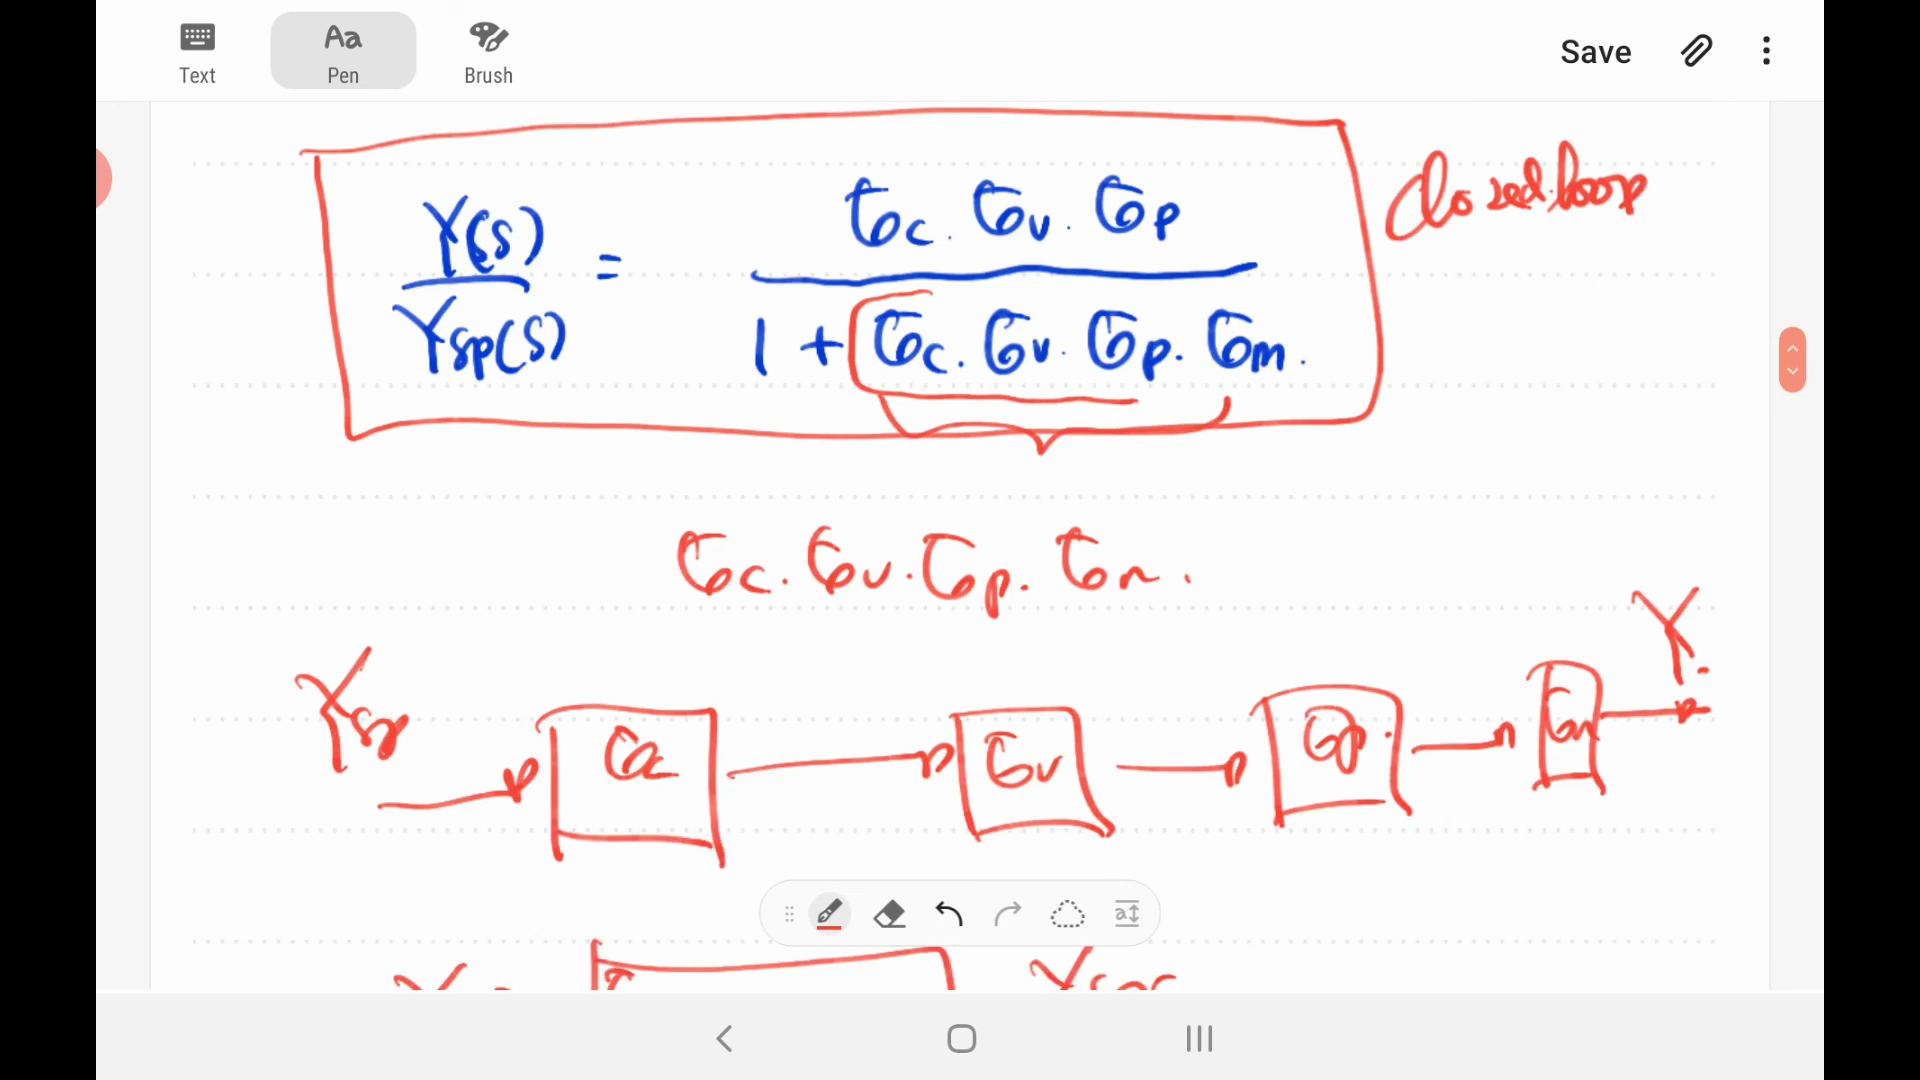 Text Pen Brush Save
Y(s) / Ysp(s) = Gc . Gv . Gp / 1 + Gc . Gv . Gp . Gm .
Closed loop
Gc . Gv . Gp . Gm .
Ysp Gc Gv Gp . Gm Y